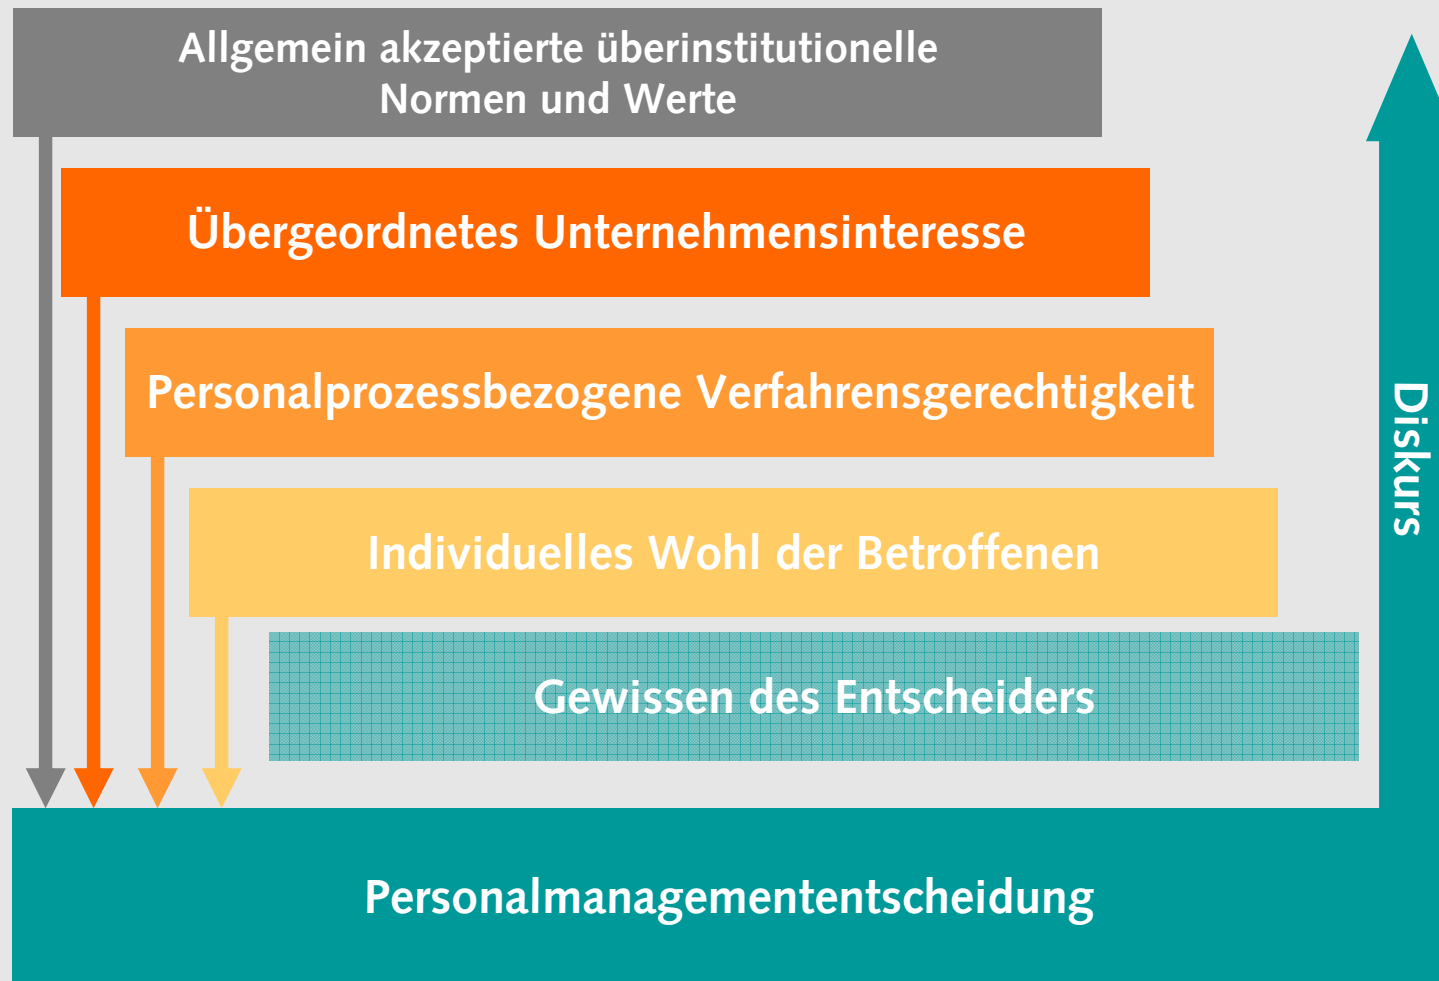 Allgemein akzeptierte überinstitutionelle
Normen und Werte
Übergeordnetes Unternehmensinteresse
Personalprozessbezogene Verfahrensgerechtigkeit
Individuelles Wohl der Betroffenen
Gewissen des Entscheiders
Personalmanagemententscheidung
Diskurs